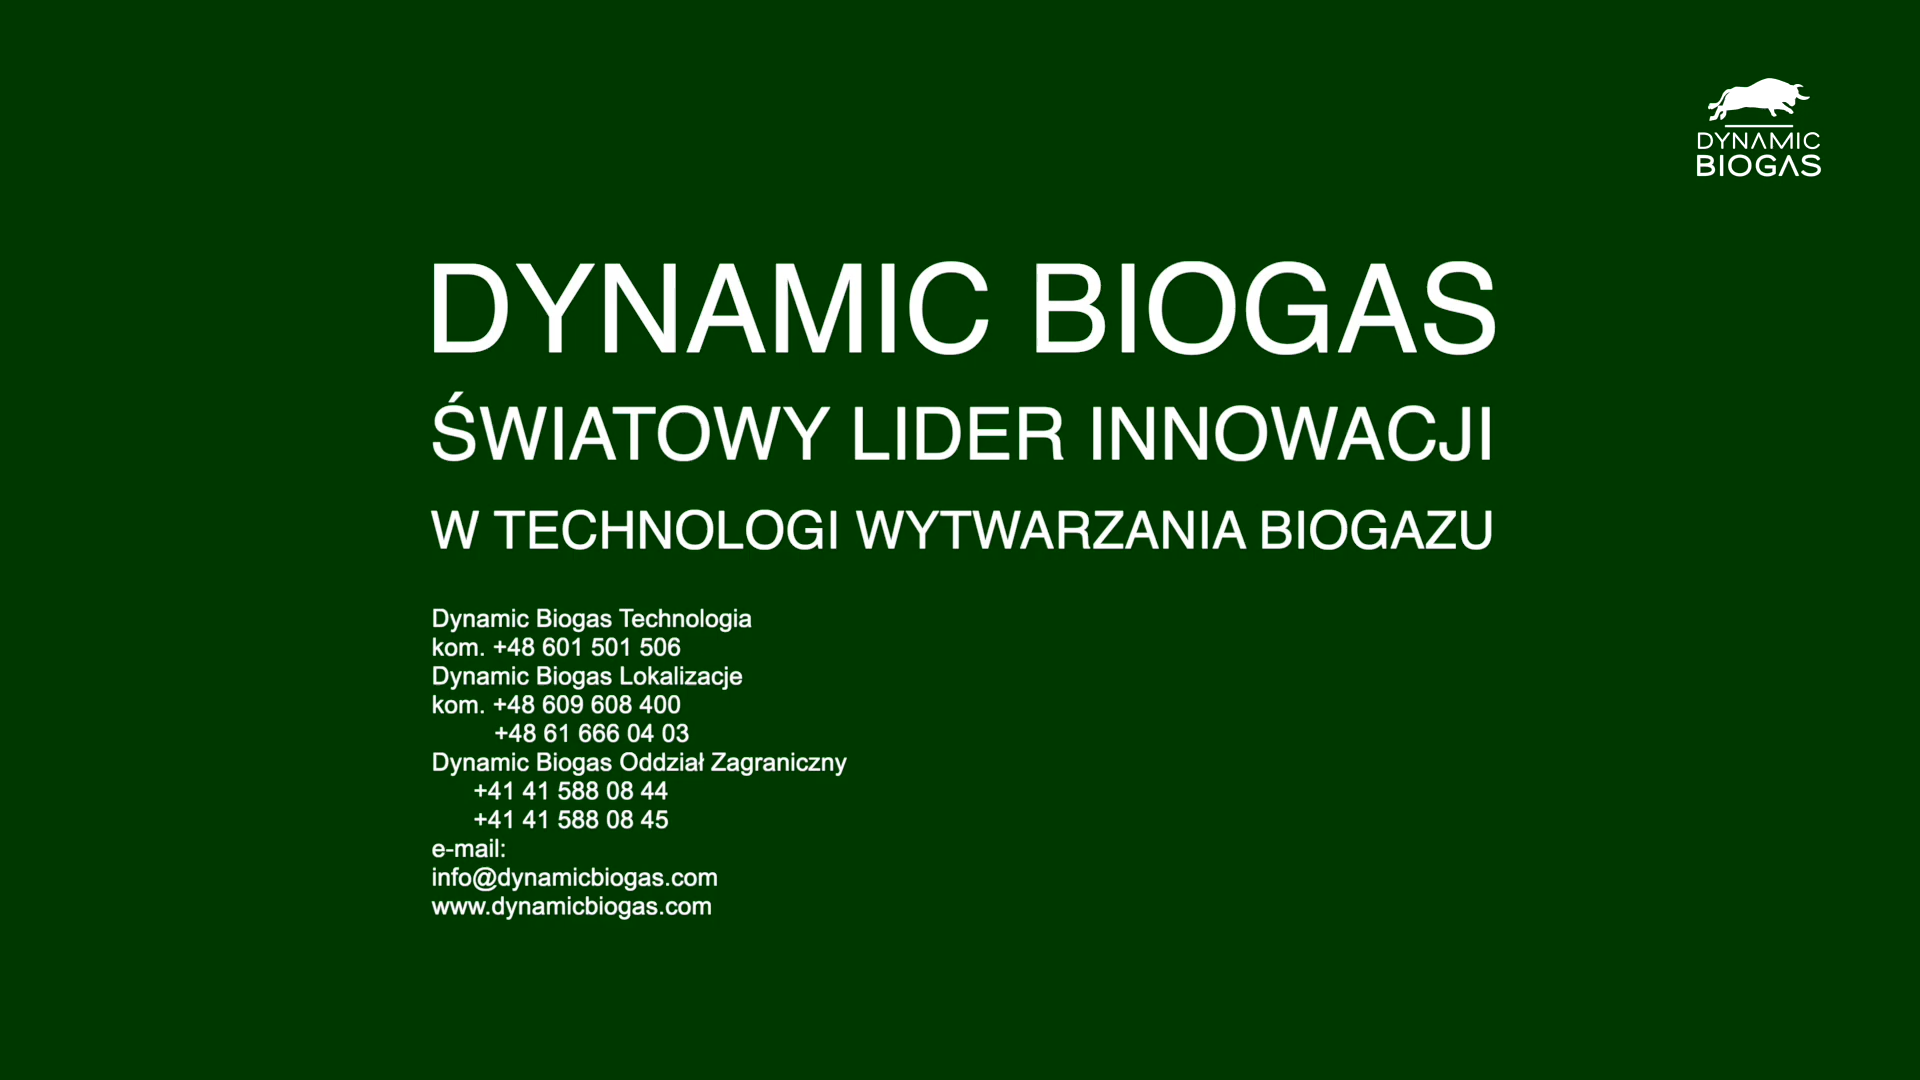 DYNAMIC
BIOGAS
DYNAMIC BIOGAS
ŚWIATOWY LIDER INNOWACJI
W TECHNOLOGI WYTWARZANIA BIOGAZU
Dynamic Biogas Technologia
kom. +48 601 501 506
Dynamic Biogas Lokalizacje
kom. +48 609 608 400
+48 61 666 04 03
Dynamic Biogas Oddział Zagraniczny
+41 41 588 08 44
+41 41 588 08 45
e-mail:
info@dynamicbiogas.com
www.dynamicbiogas.com